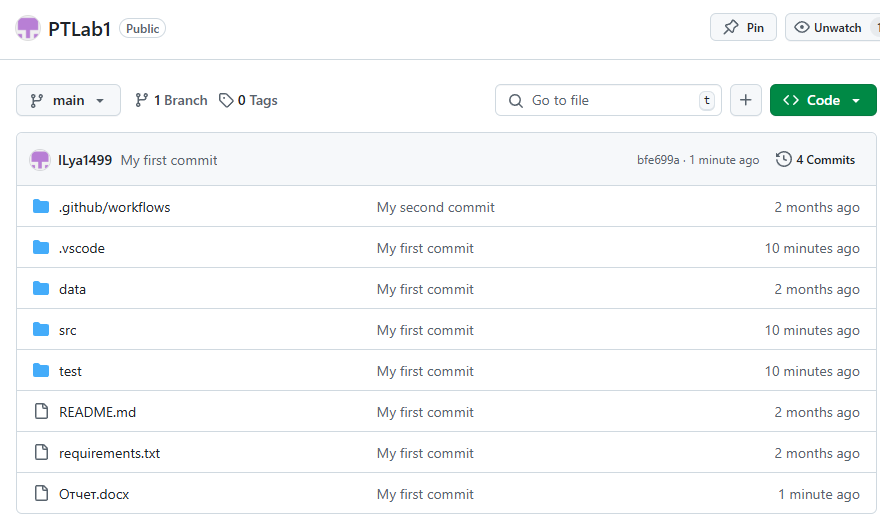 PTLab1 Public Pin Unwatch 1
main 1 Branch 0 Tags Go to file t + <> Code
ILya1499 My first commit bfe699a · 1 minute ago 4 Commits
.github/workflows My second commit 2 months ago
.vscode My first commit 10 minutes ago
data My first commit 2 months ago
src My first commit 10 minutes ago
test My first commit 10 minutes ago
README.md My first commit 2 months ago
requirements.txt My first commit 2 months ago
Отчет.docx My first commit 1 minute ago